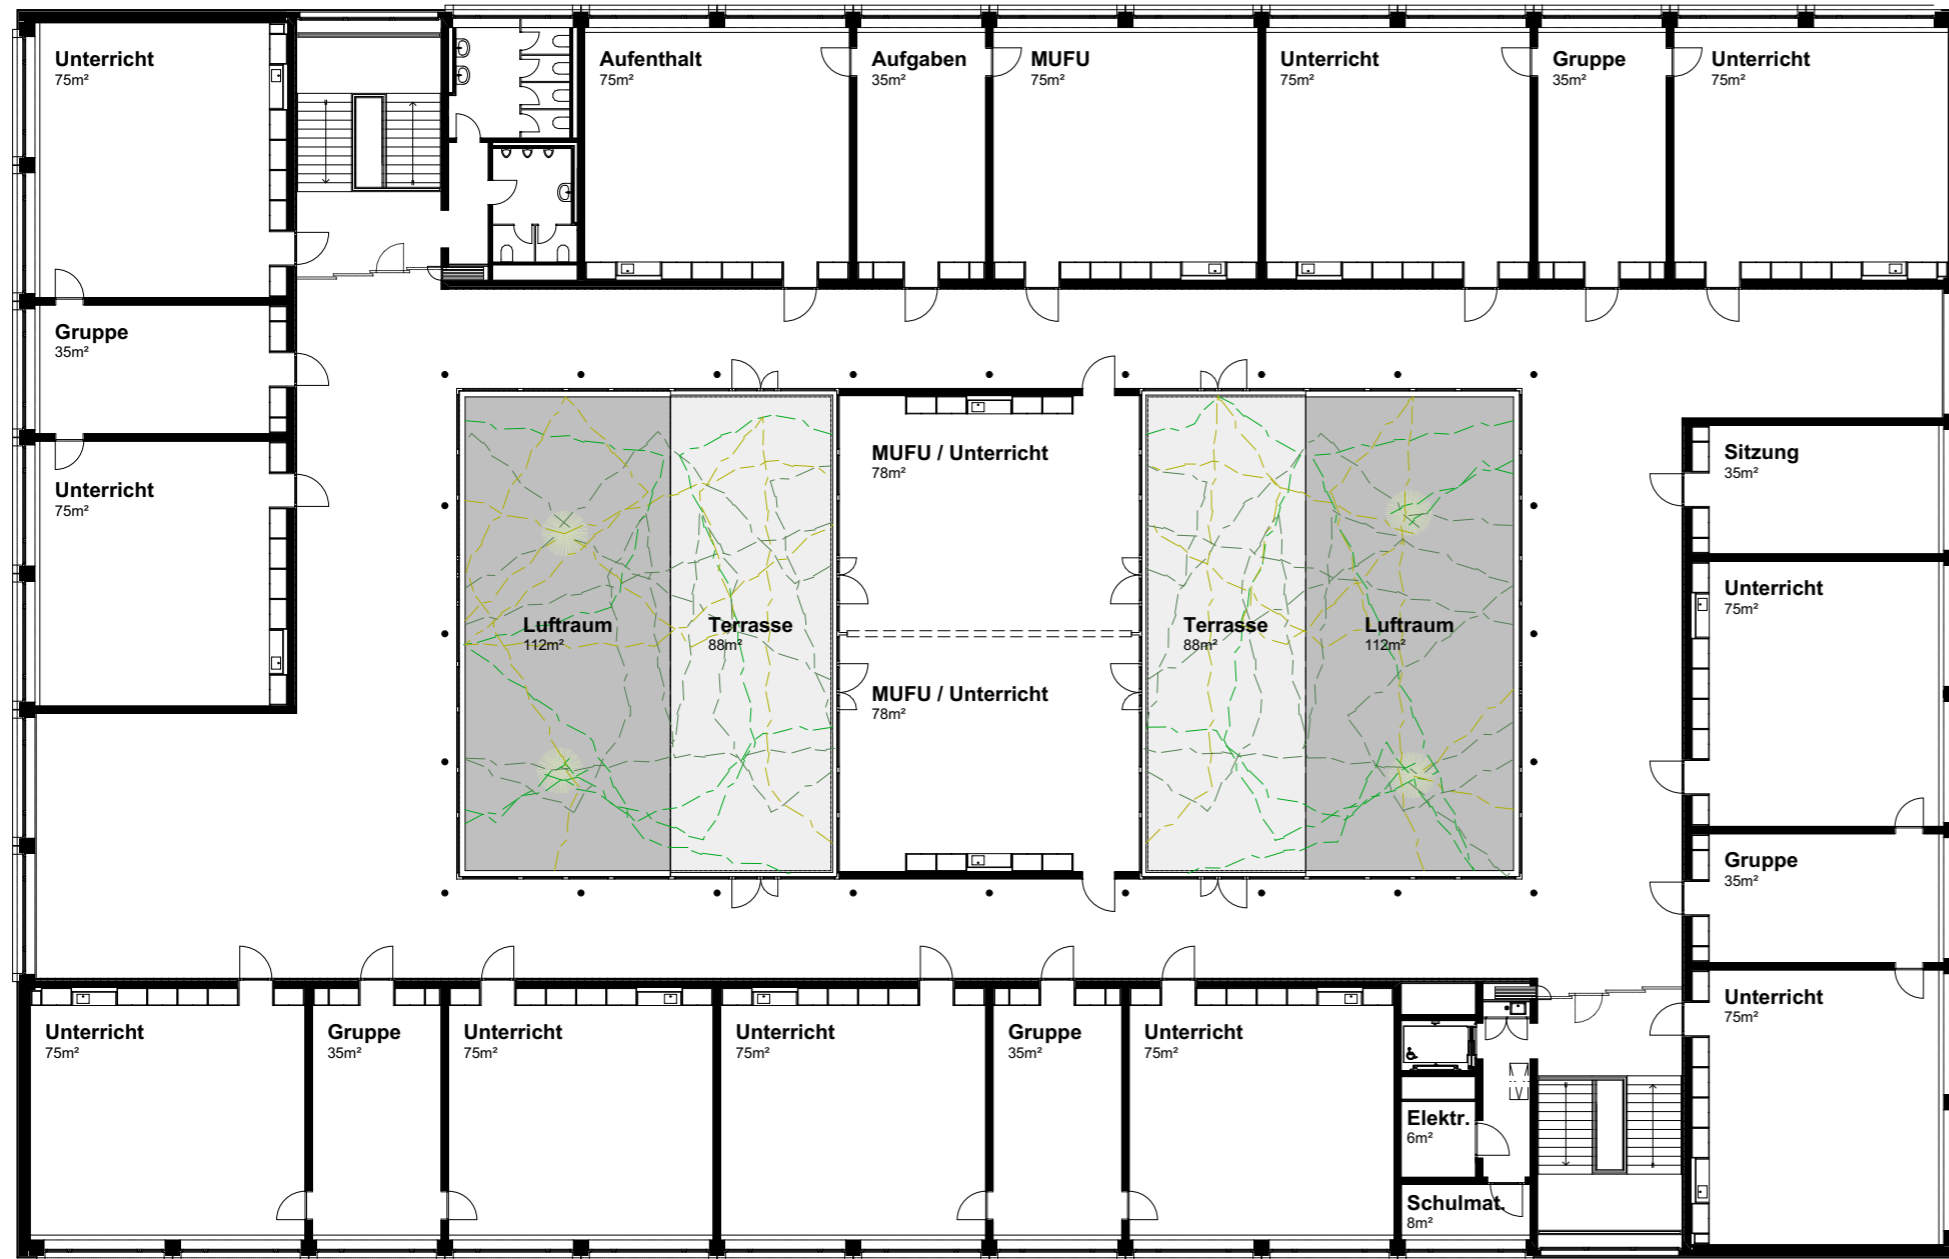 Unterricht
75m²
Aufenthalt
75m²
Aufgaben
35m²
MUFU
75m²
Unterricht
75m²
Gruppe
35m²
Unterricht
75m²
Gruppe
35m²
Unterricht
75m²
MUFU / Unterricht
78m²
Sitzung
35m²
Unterricht
75m²
Luftraum
112m²
Terrasse
88m²
Terrasse
88m²
Luftraum
112m²
MUFU / Unterricht
78m²
Gruppe
35m²
Unterricht
75m²
Unterricht
75m²
Gruppe
35m²
Unterricht
75m²
Unterricht
75m²
Gruppe
35m²
Unterricht
75m²
Elektr.
6m²
Schulmat.
8m²